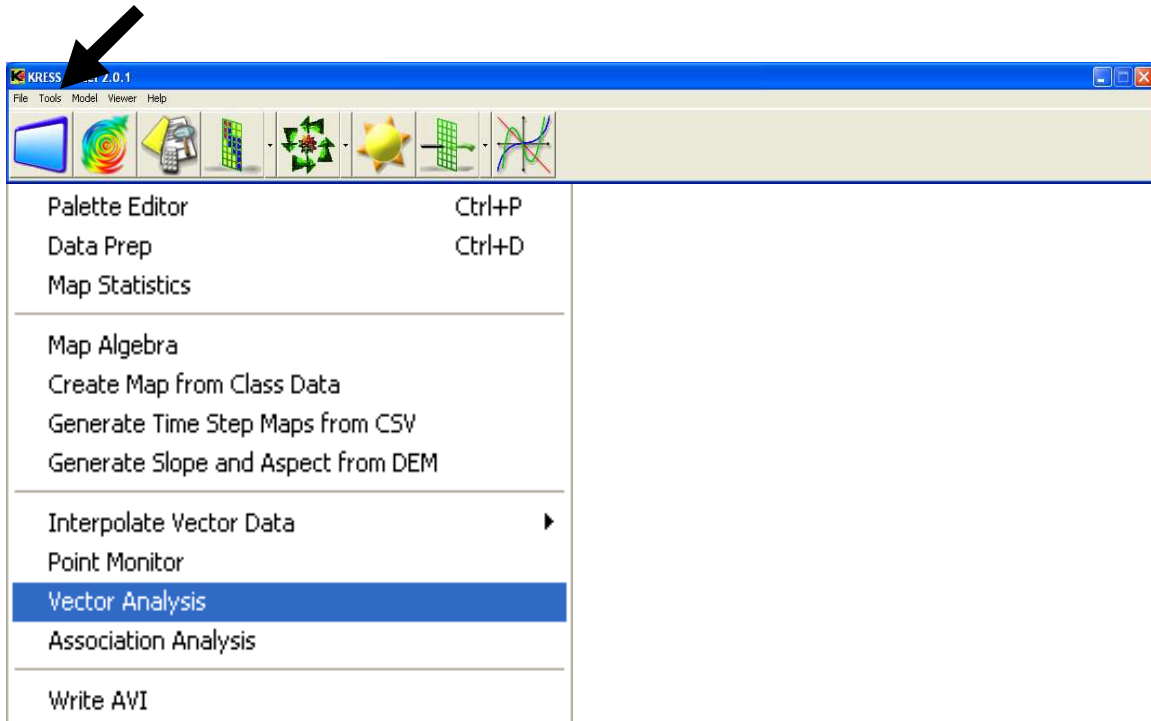 KRESS 2.0.1
File Tools Model Viewer Help
Palette Editor Ctrl+P
Data Prep Ctrl+D
Map Statistics
Map Algebra
Create Map from Class Data
Generate Time Step Maps from CSV
Generate Slope and Aspect from DEM
Interpolate Vector Data
Point Monitor
Vector Analysis
Association Analysis
Write AVI